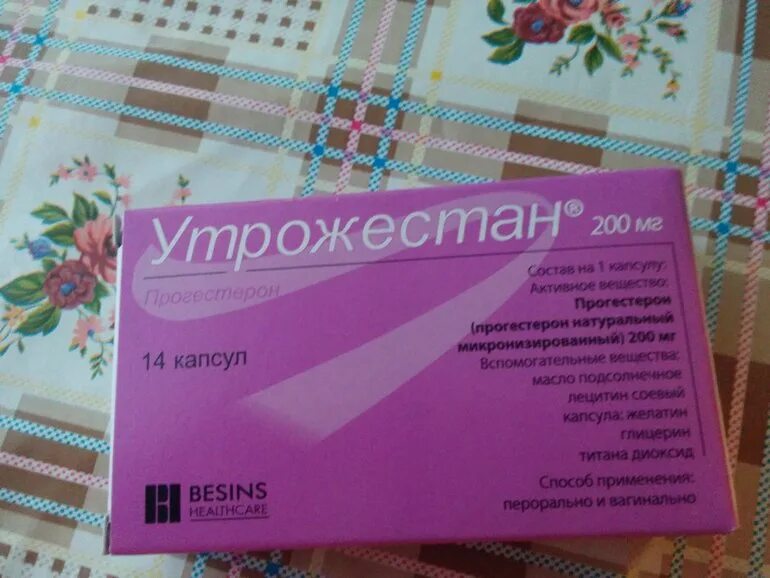 Утрожестан® 200 мг
Прогестерон
14 капсул
Состав на 1 капсулу:
Активное вещество:
Прогестерон
(прогестерон натуральный
микронизированный) 200 мг
Вспомогательные вещества:
масло подсолнечное
лецитин соевый
капсула: желатин
глицерин
титана диоксид
Способ применения:
перорально и вагинально
BESINS
HEALTHCARE